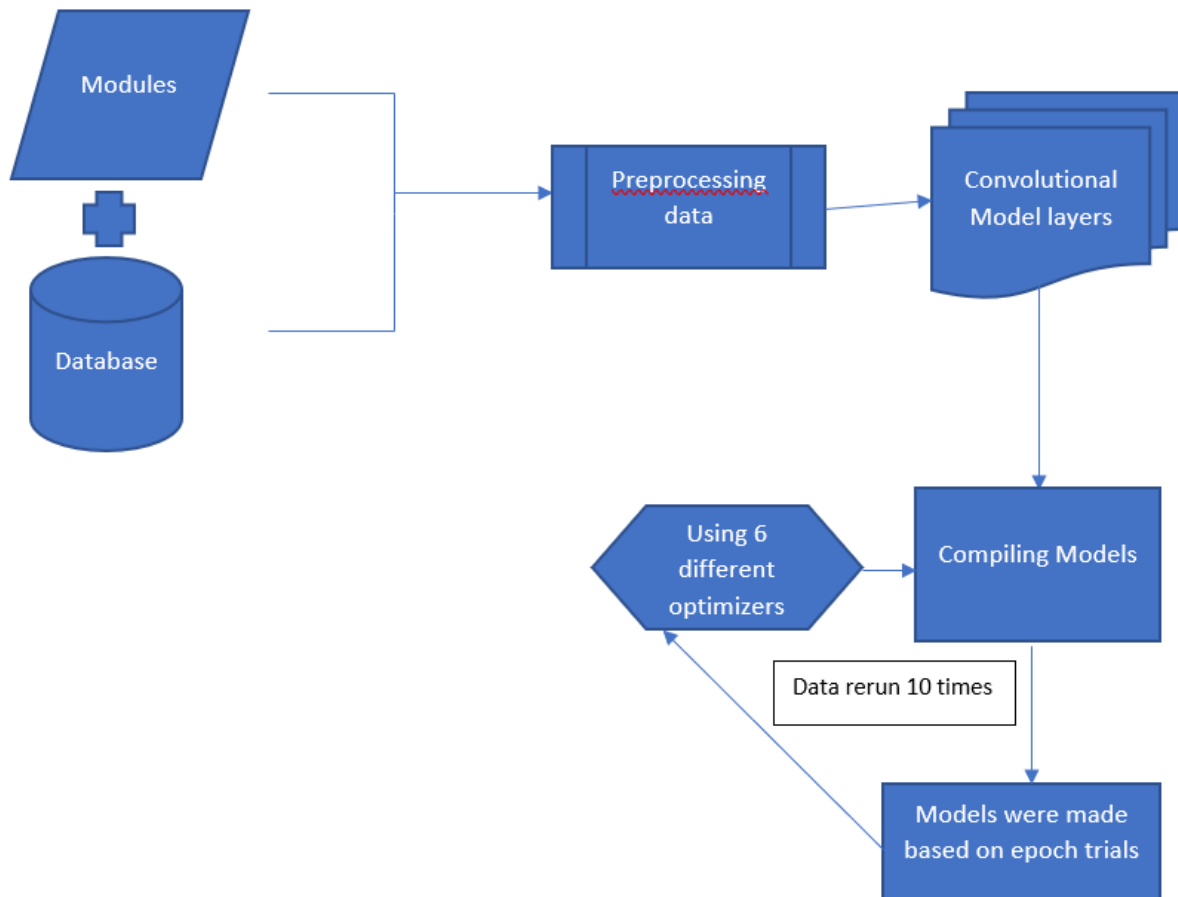 Modules
Database
Preprocessing
data
Convolutional
Model layers
Using 6
different
optimizers
Compiling Models
Data rerun 10 times
Models were made
based on epoch trials